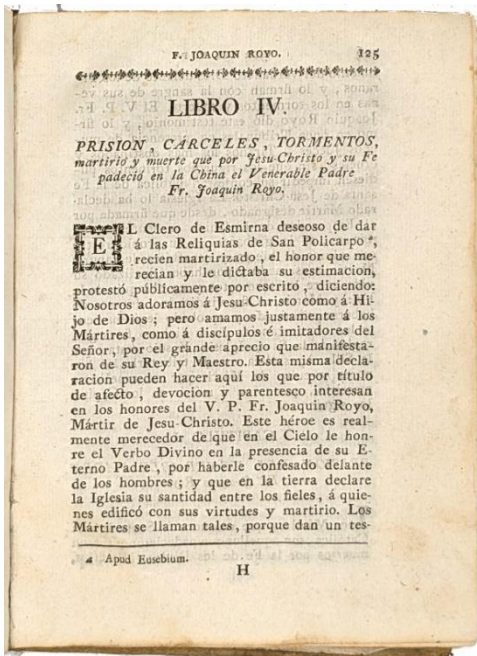 F. JOAQUIN ROYO. 125
LIBRO IV.
PRISION, CÁRCELES, TORMENTOS,
martirio y muerte que por Jesu-Christo y su Fe
padeció en la China el Venerable Padre
Fr. Joaquin Royo.
EL Clero de Esmirna deseoso de dar
á las Reliquias de San Policarpo a,
recien martirizado, el honor que me-
recian y le dictaba su estimacion,
protestó públicamente por escrito, diciendo:
Nosotros adoramos á Jesu-Christo como á Hi-
jo de Dios; pero amamos justamente á los
Mártires, como á discípulos é imitadores del
Señor, por el grande aprecio que manifesta-
ron de su Rey y Maestro. Esta misma decla-
racion pueden hacer aquí los que por título
de afecto, devocion y parentesco interesan
en los honores del V. P. Fr. Joaquin Royo,
Mártir de Jesu-Christo. Este héroe es real-
mente merecedor de que en el Cielo le hon-
re el Verbo Divino en la presencia de su E-
terno Padre, por haberle confesado delante
de los hombres; y que en la tierra declare
la Iglesia su santidad entre los fieles, á quie-
nes edificó con sus virtudes y martirio. Los
Mártires se llaman tales, porque dan un tes-
a Apud Eusebium.
H